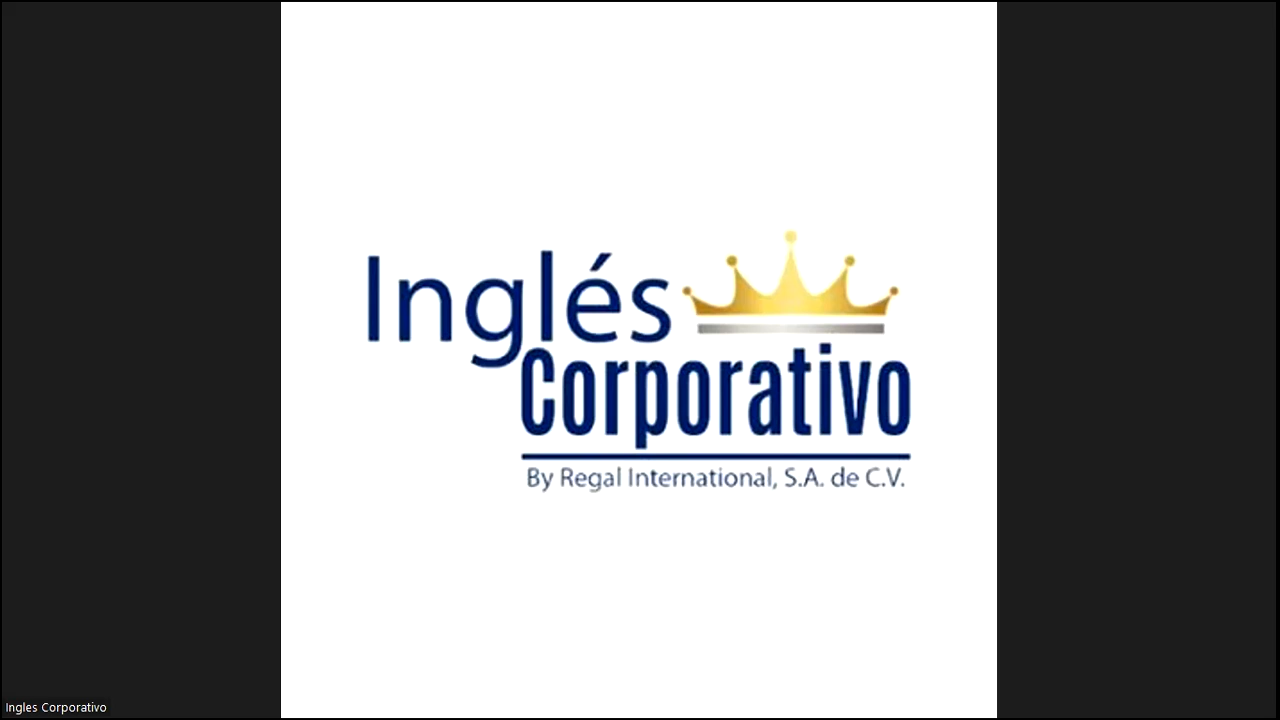 Inglés
Corporativo
By Regal International, S.A. de C.V.
Ingles Corporativo